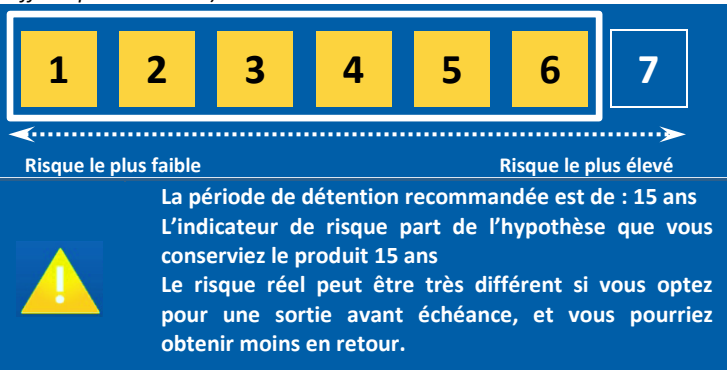 1 2 3 4 5 6 7
Risque le plus faible Risque le plus élevé
La période de détention recommandée est de : 15 ans
L’indicateur de risque part de l’hypothèse que vous
conserviez le produit 15 ans
Le risque réel peut être très différent si vous optez
pour une sortie avant échéance, et vous pourriez
obtenir moins en retour.